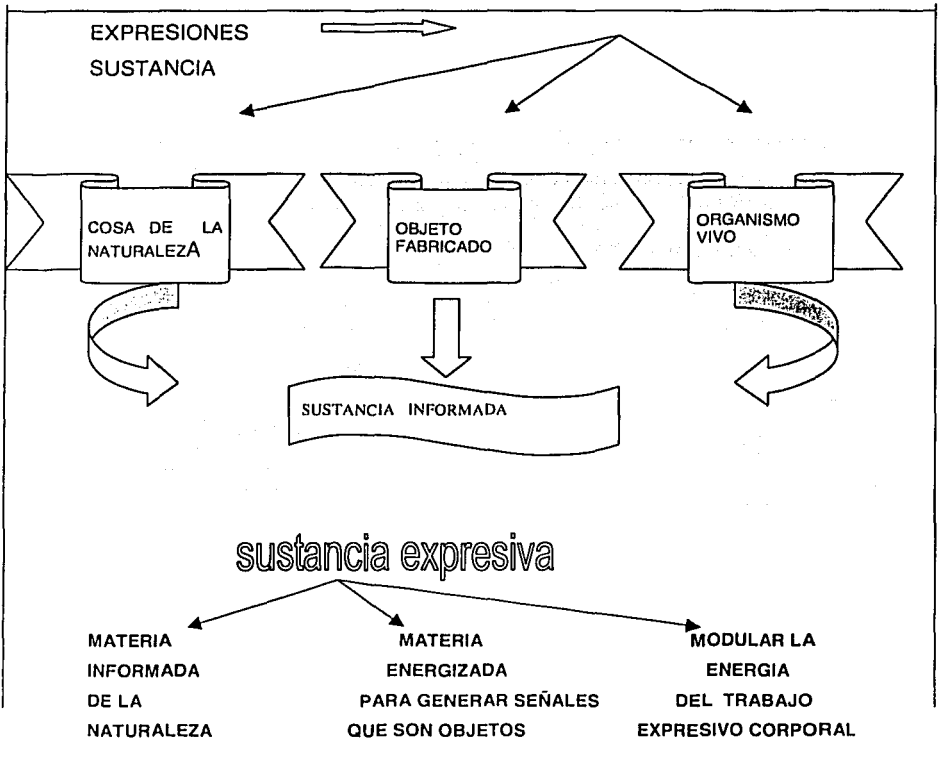 EXPRESIONES
SUSTANCIA
COSA DE LA
NATURALEZA
OBJETO
FABRICADO
ORGANISMO
VIVO
SUSTANCIA INFORMADA
sustancia expresiva
MATERIA
INFORMADA
DE LA
NATURALEZA
MATERIA
ENERGIZADA
PARA GENERAR SEÑALES
QUE SON OBJETOS
MODULAR LA
ENERGIA
DEL TRABAJO
EXPRESIVO CORPORAL